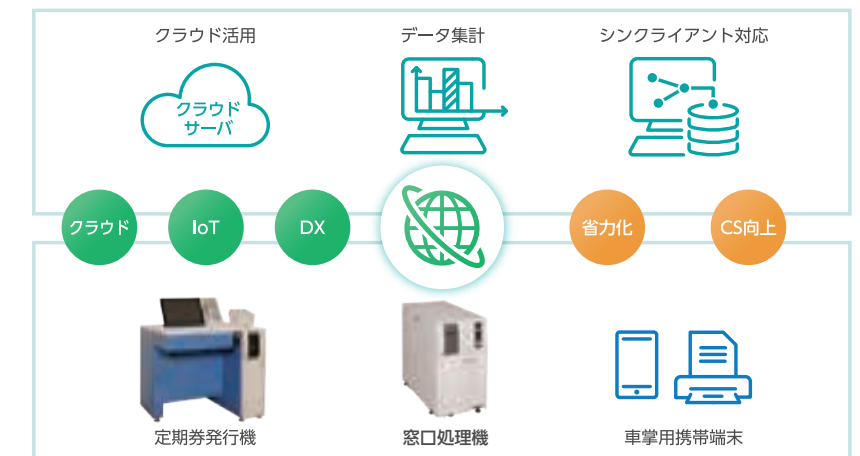 クラウド活用
データ集計
シンクライアント対応
クラウド
サーバ
クラウド
IoT
DX
省力化
CS向上
定期券発行機
窓口処理機
車掌用携帯端末